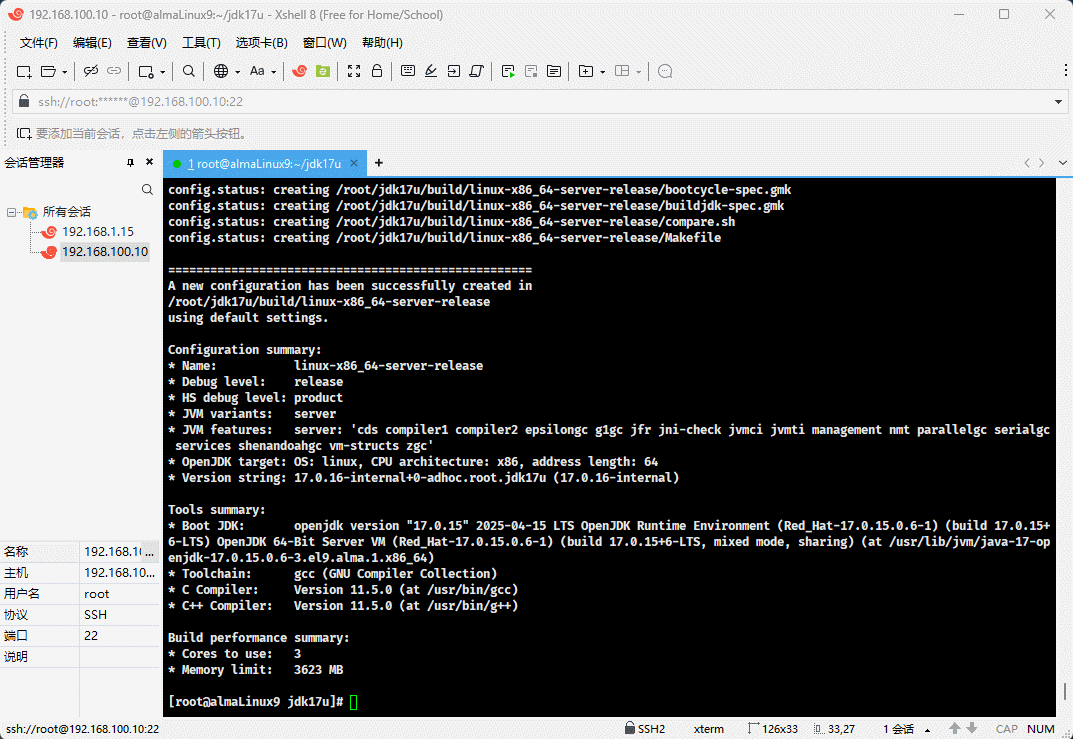 192.168.100.10 - root@almaLinux9:~/jdk17u - Xshell 8 (Free for Home/School)
文件(F) 编辑(E) 查看(V) 工具(T) 选项卡(B) 窗口(W) 帮助(H)
Aa
ssh://root:******@192.168.100.10:22
要添加当前会话，点击左侧的箭头按钮。
会话管理器
1 root@almaLinux9:~/jdk17u
所有会话
192.168.1.15
192.168.100.10
名称 192.168.10...
主机 192.168.10...
用户名 root
协议 SSH
端口 22
说明
config.status: creating /root/jdk17u/build/linux-x86_64-server-release/bootcycle-spec.gmk
config.status: creating /root/jdk17u/build/linux-x86_64-server-release/buildjdk-spec.gmk
config.status: creating /root/jdk17u/build/linux-x86_64-server-release/compare.sh
config.status: creating /root/jdk17u/build/linux-x86_64-server-release/Makefile
====================================================
A new configuration has been successfully created in
/root/jdk17u/build/linux-x86_64-server-release
using default settings.
Configuration summary:
* Name:           linux-x86_64-server-release
* Debug level:    release
* HS debug level: product
* JVM variants:   server
* JVM features:   server: 'cds compiler1 compiler2 epsilongc g1gc jfr jni-check jvmci jvmti management nmt parallelgc serialgc
 services shenandoahgc vm-structs zgc'
* OpenJDK target: OS: linux, CPU architecture: x86, address length: 64
* Version string: 17.0.16-internal+0-adhoc.root.jdk17u (17.0.16-internal)
Tools summary:
* Boot JDK:       openjdk version "17.0.15" 2025-04-15 LTS OpenJDK Runtime Environment (Red_Hat-17.0.15.0.6-1) (build 17.0.15+
6-LTS) OpenJDK 64-Bit Server VM (Red_Hat-17.0.15.0.6-1) (build 17.0.15+6-LTS, mixed mode, sharing) (at /usr/lib/jvm/java-17-op
enjdk-17.0.15.0.6-3.el9.alma.1.x86_64)
* Toolchain:      gcc (GNU Compiler Collection)
* C Compiler:     Version 11.5.0 (at /usr/bin/gcc)
* C++ Compiler:   Version 11.5.0 (at /usr/bin/g++)
Build performance summary:
* Cores to use:   3
* Memory limit:   3623 MB
[root@almaLinux9 jdk17u]#
ssh://root@192.168.100.10:22 SSH2 xterm 126x33 33,27 1 会话 CAP NUM